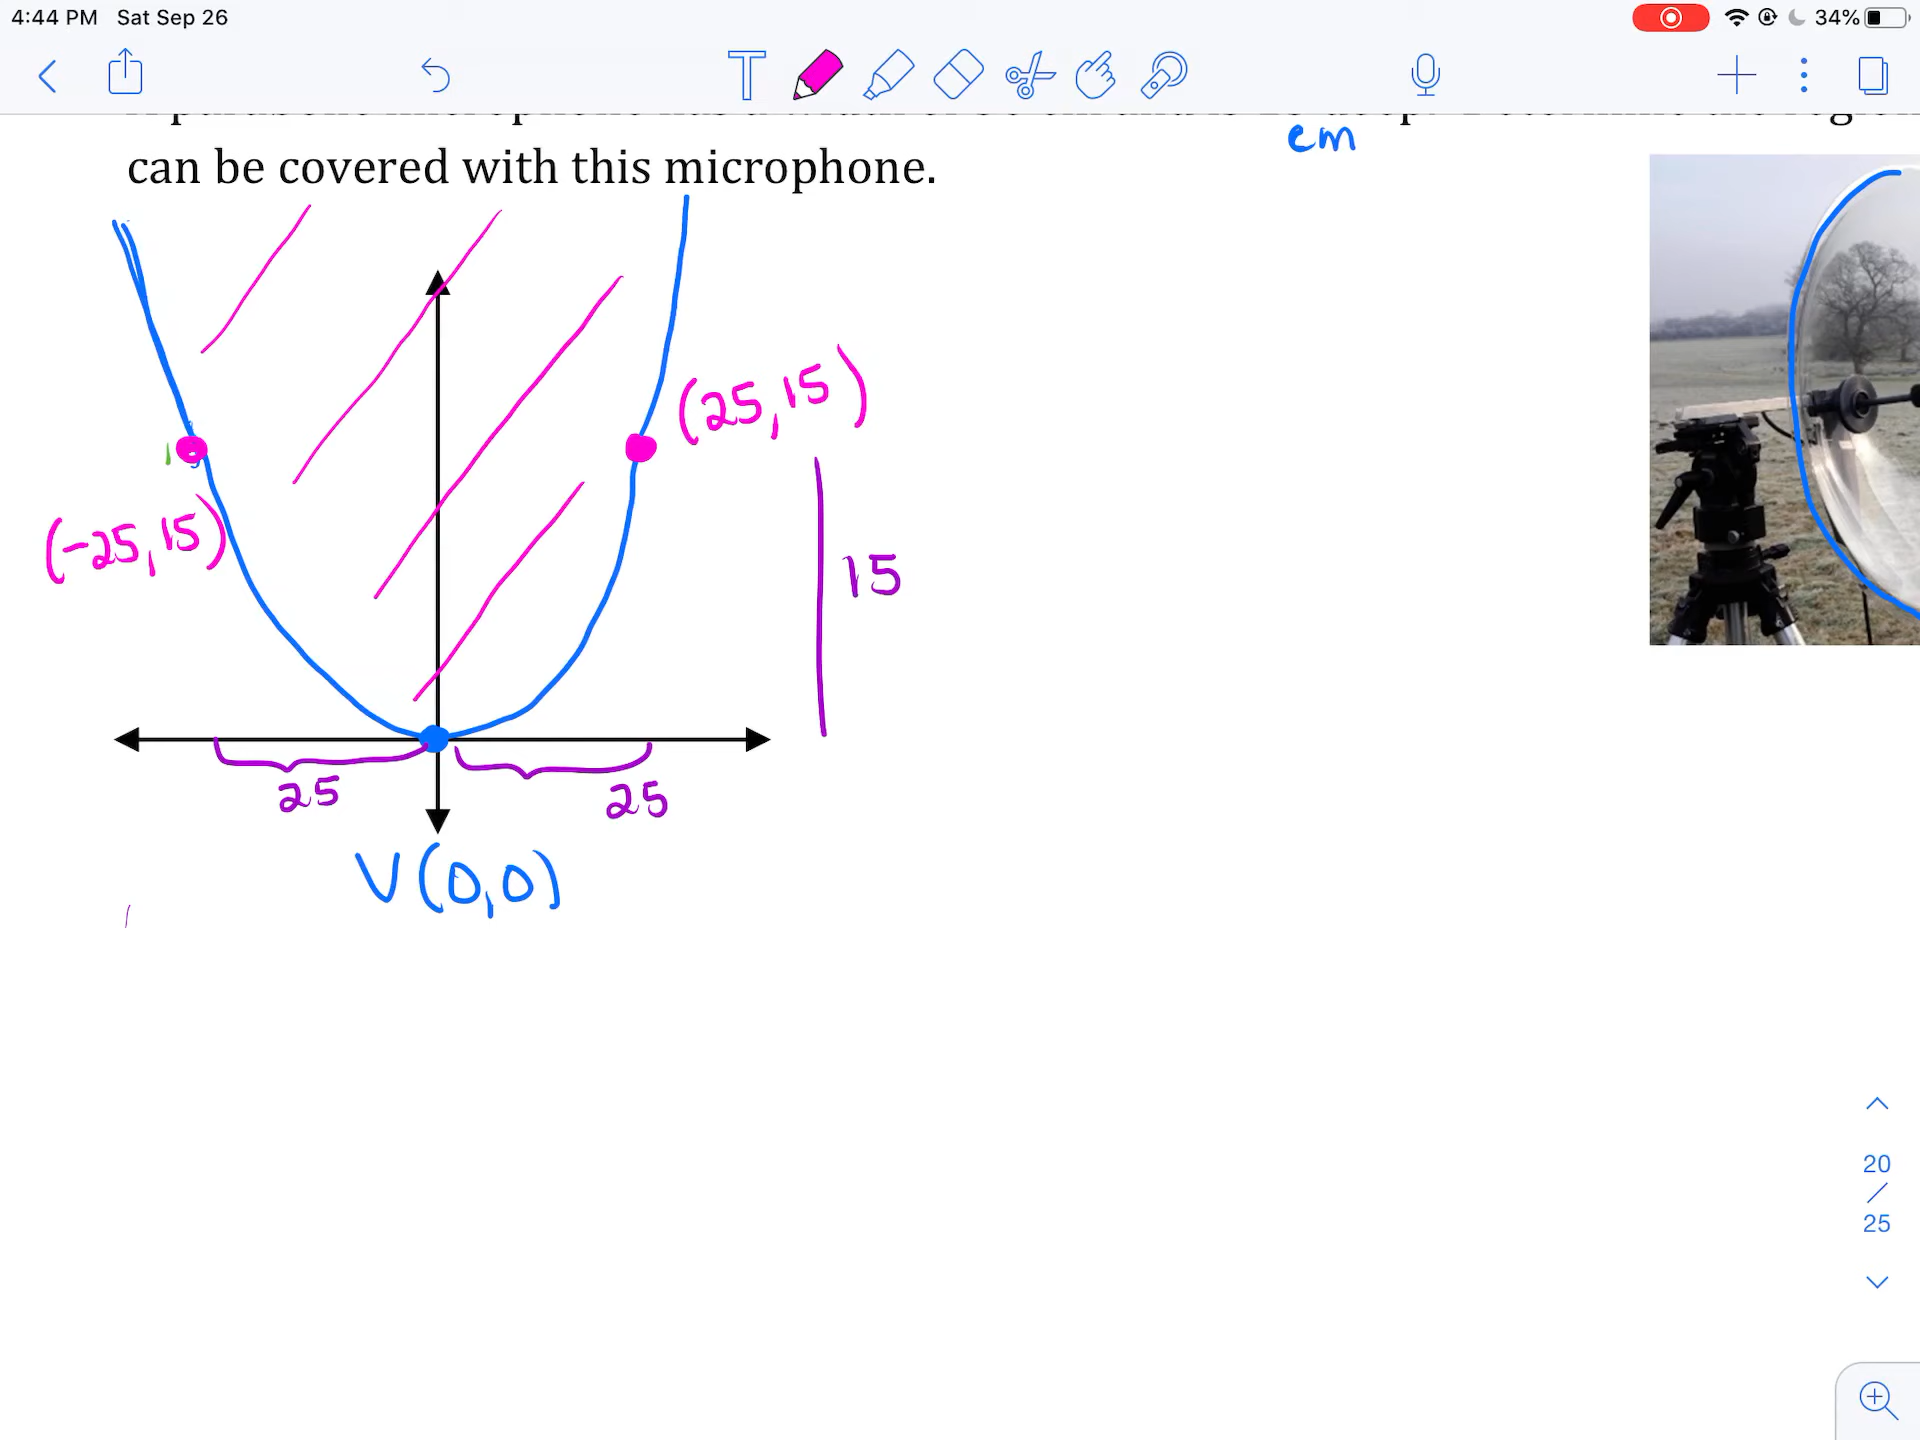 4:44 PM Sat Sep 26
34%
T
cm
can be covered with this microphone.
(25,15)
(-25,15)
15
25
25
V(0,0)
20
/
25